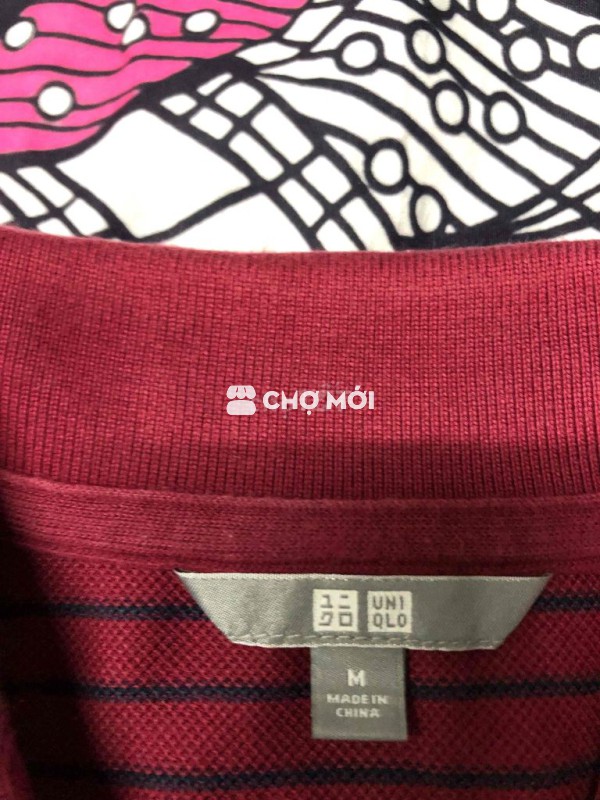 CHỢ MỚI
ユニ UNI
クロ QLO
M
MADE IN
CHINA